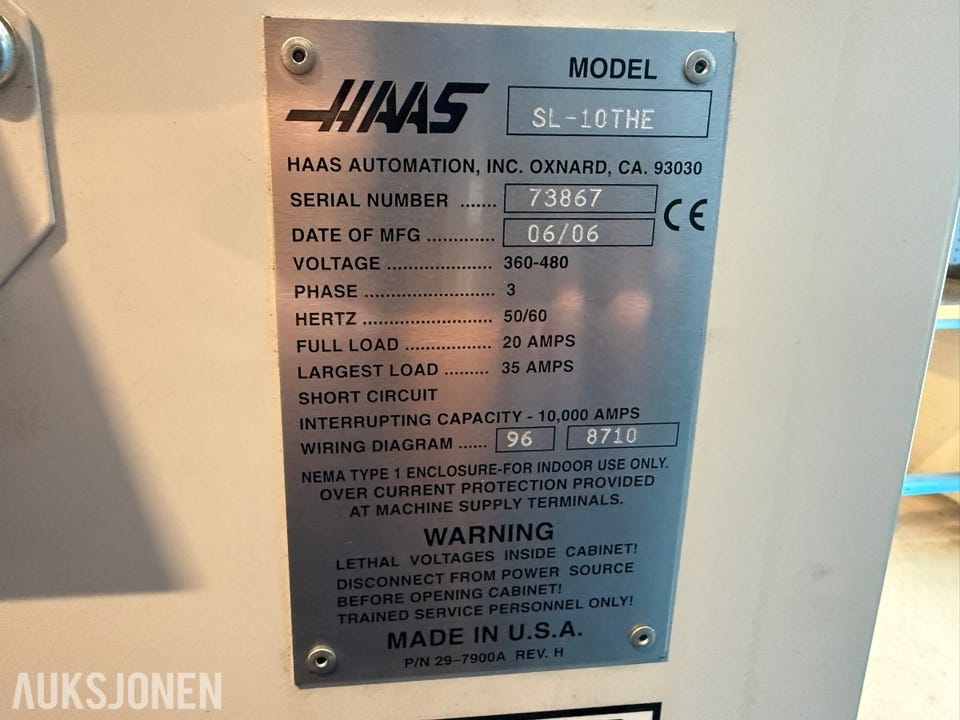 MODEL
HAAS
SL-10THE
HAAS AUTOMATION, INC. OXNARD, CA. 93030
SERIAL NUMBER ....... 73867
CE
DATE OF MFG ............. 06/06
VOLTAGE .................... 360-480
PHASE ......................... 3
HERTZ ......................... 50/60
FULL LOAD ................. 20 AMPS
LARGEST LOAD ......... 35 AMPS
SHORT CIRCUIT
INTERRUPTING CAPACITY - 10,000 AMPS
WIRING DIAGRAM ...... 96 8710
NEMA TYPE 1 ENCLOSURE-FOR INDOOR USE ONLY.
OVER CURRENT PROTECTION PROVIDED
AT MACHINE SUPPLY TERMINALS.
WARNING
LETHAL VOLTAGES INSIDE CABINET!
DISCONNECT FROM POWER SOURCE
BEFORE OPENING CABINET!
TRAINED SERVICE PERSONNEL ONLY!
MADE IN U.S.A.
P/N 29-7900A REV. H
AUKSJONEN